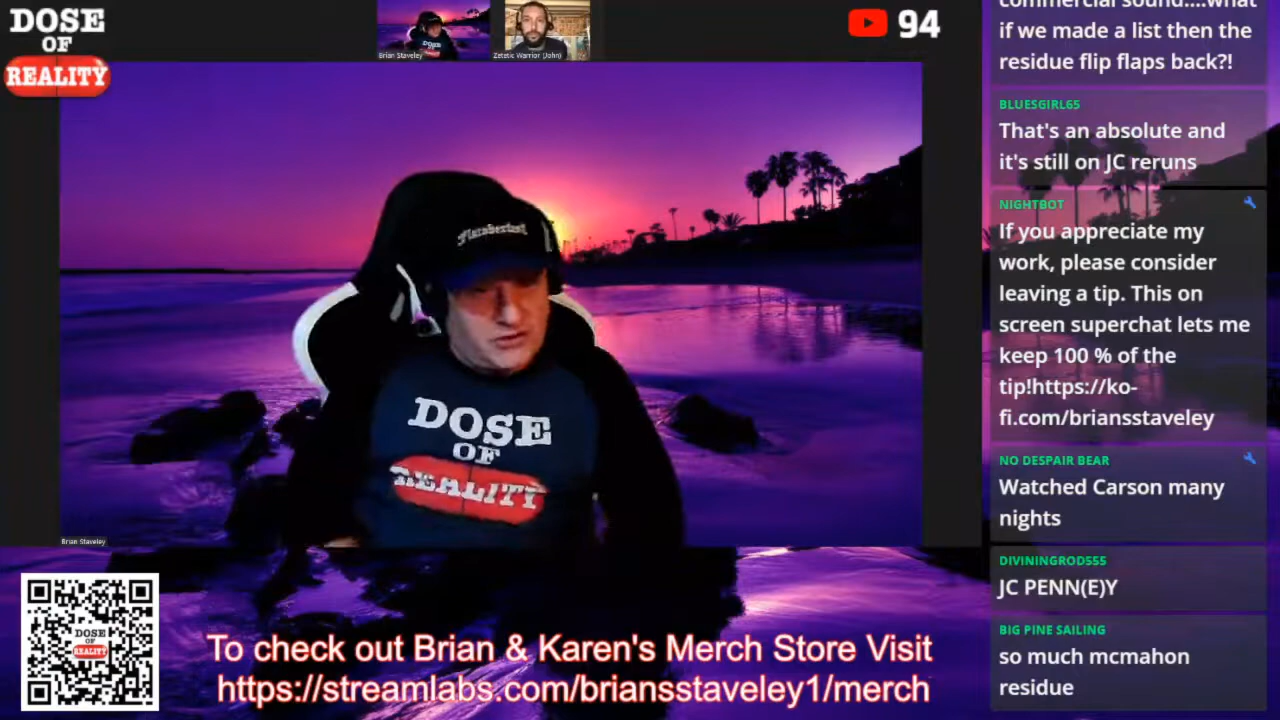 DOSE
OF
REALITY
Brian Staveley
Zetetic Warrior (John)
94
commercial sound....what
if we made a list then the
residue flip flaps back?!
BLUESGIRL65
That's an absolute and
it's still on JC reruns
NIGHTBOT
If you appreciate my
work, please consider
leaving a tip. This on
screen superchat lets me
keep 100 % of the
tip!https://ko-
fi.com/briansstaveley
NO DESPAIR BEAR
Watched Carson many
nights
DIVININGROD555
JC PENN(E)Y
BIG PINE SAILING
so much mcmahon
residue
DOSE
OF
REALITY
Brian Staveley
DOSE
OF
REALITY
To check out Brian & Karen's Merch Store Visit
https://streamlabs.com/briansstaveley1/merch